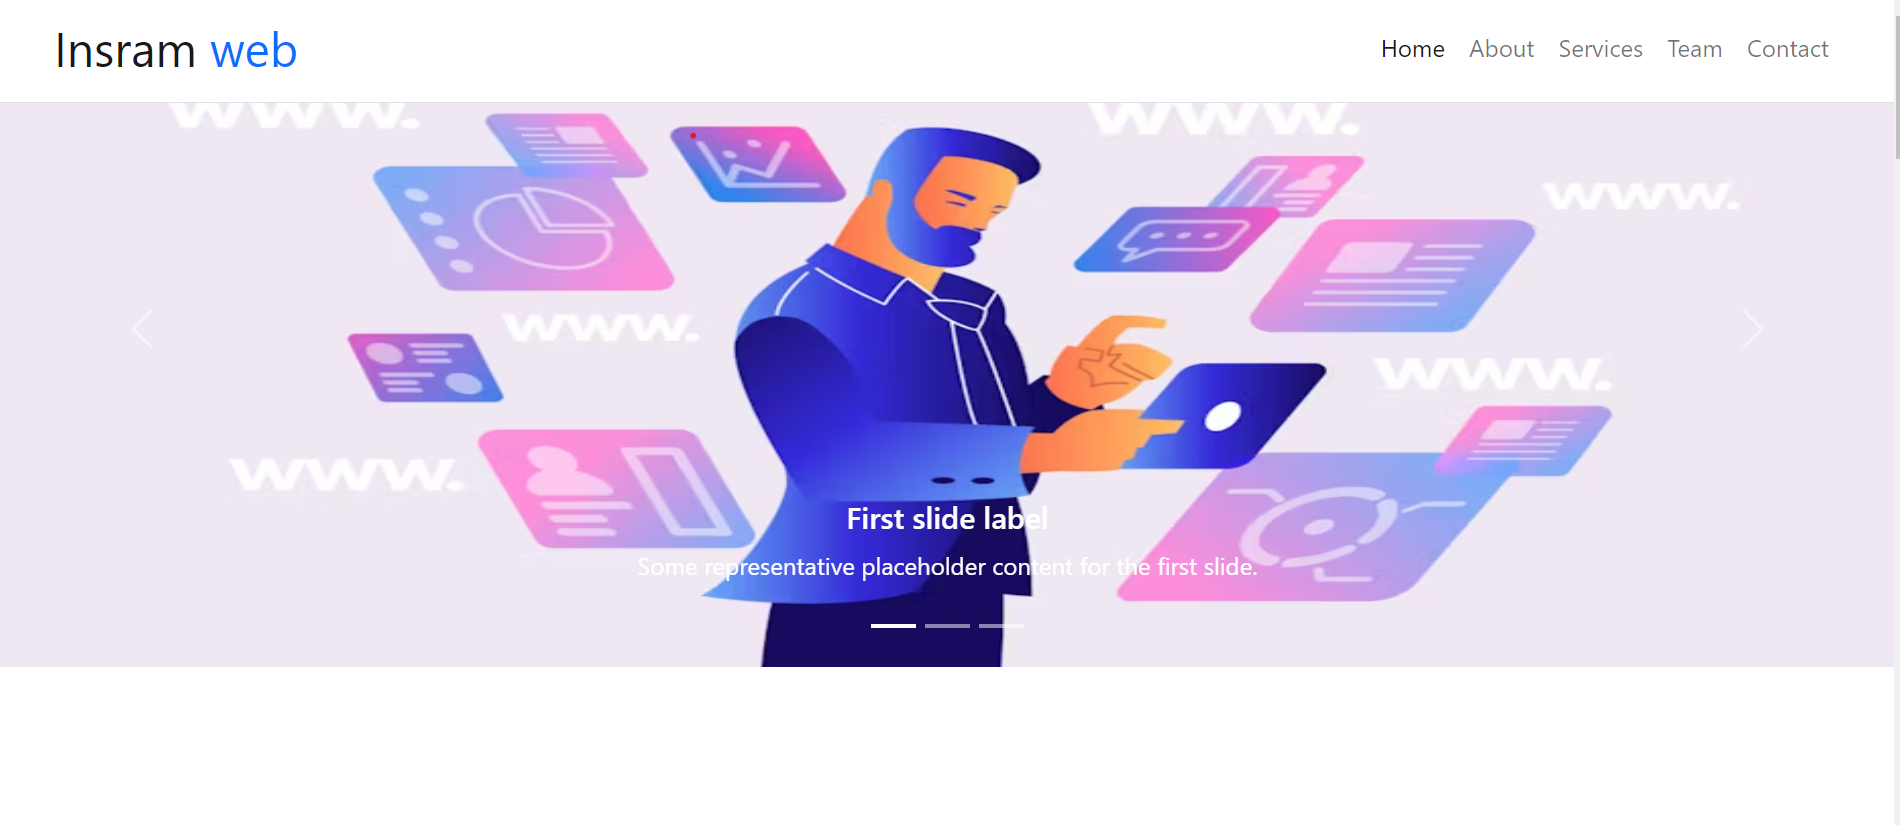 Insram web
Home About Services Team Contact
www.
www.
www.
www.
www.
www.
First slide label
Some representative placeholder content for the first slide.